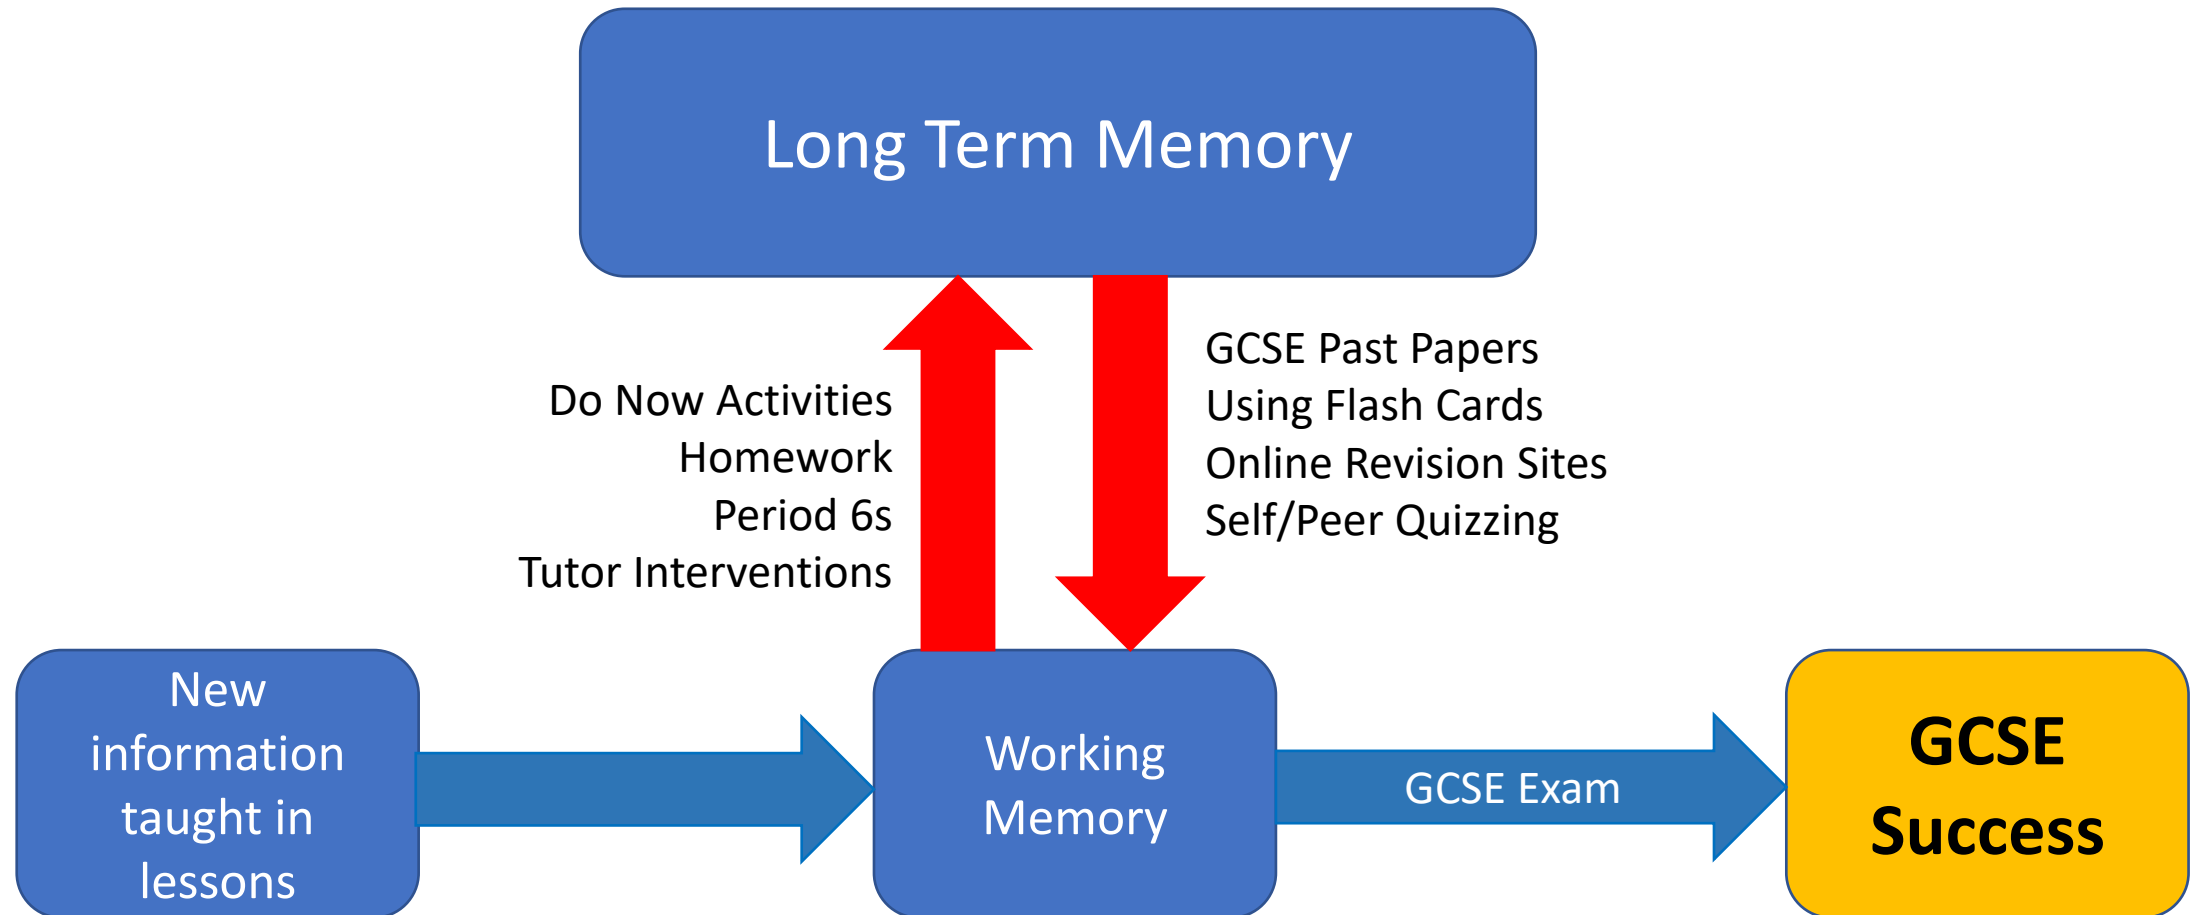 Long Term Memory
Do Now Activities
Homework
Period 6s
Tutor Interventions
GCSE Past Papers
Using Flash Cards
Online Revision Sites
Self/Peer Quizzing
New
information
taught in
lessons
Working
Memory
GCSE Exam
GCSE
Success